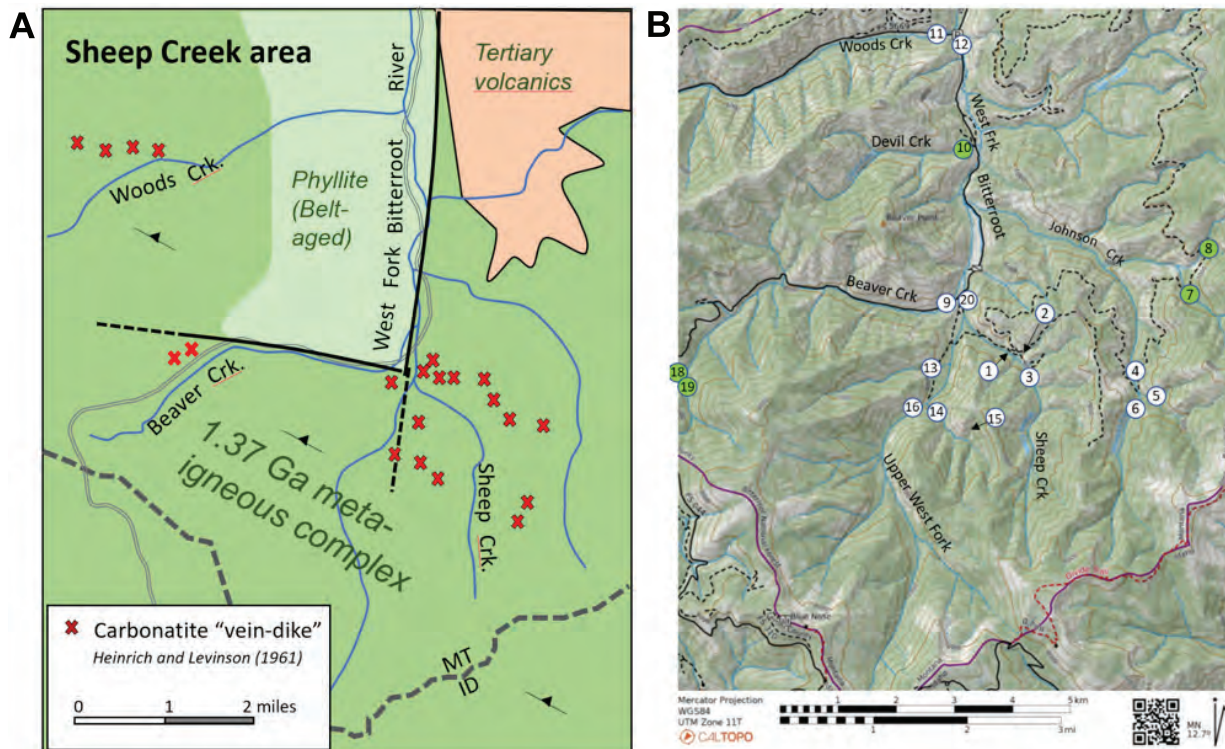 A
Sheep Creek area
River
Tertiary
volcanics
Woods Crk.
Phyllite
(Belt-
aged)
West Fork Bitterroot
Beaver Crk.
1.37 Ga meta-
igneous complex
Sheep Crk.
MT
ID
Carbonatite “vein-dike”
Heinrich and Levinson (1961)
0 1 2 miles
B
Woods Crk
11
12
West Frk
Devil Crk
10
Bitterroot
Johnson Crk
8
7
Beaver Crk
9
20
2
18
19
13
1
3
4
5
6
16
14
15
Sheep Crk
Upper West Fork
Blue Nose
Mercator Projection
WGS84
UTM Zone 11T
CALTOPO
1 2 3 4 5 km
1 2 3 mi
MN
12.7°